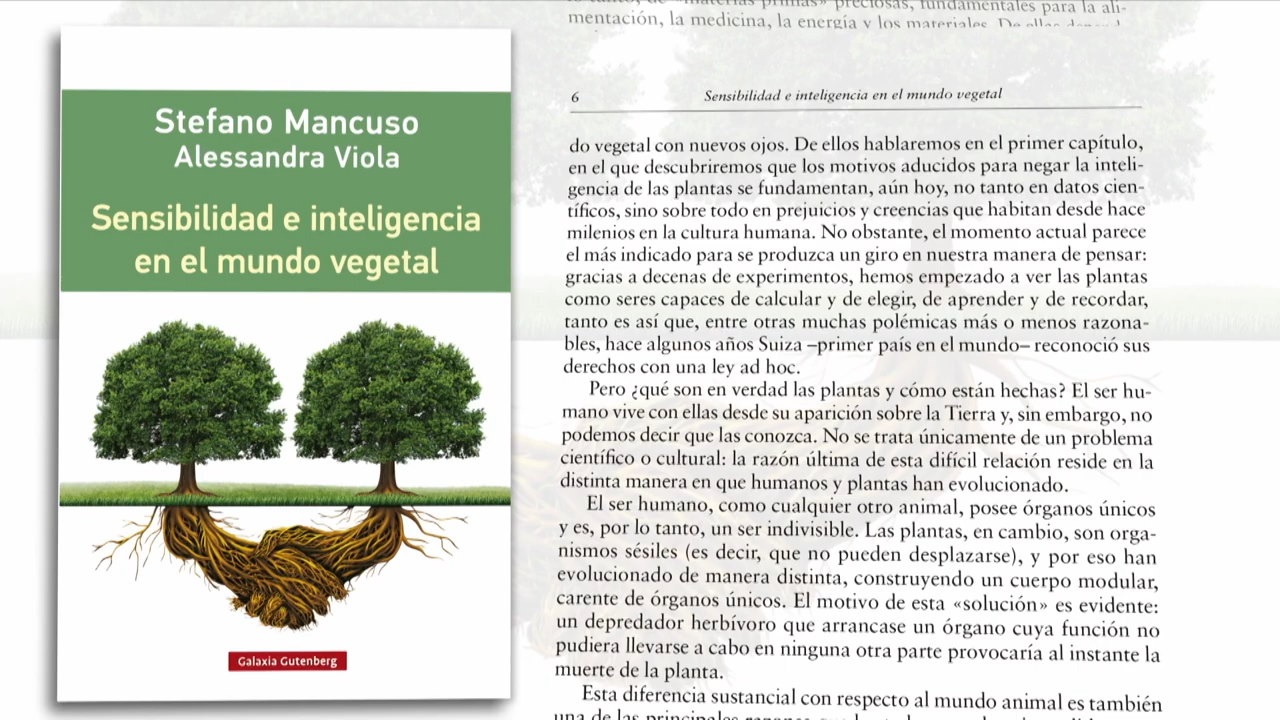 Stefano Mancuso
Alessandra Viola
Sensibilidad e inteligencia
en el mundo vegetal
Galaxia Gutenberg
preciosas, fundamentales para la ali-
mentación, la medicina, la energía y los materiales. De ellos
6 Sensibilidad e inteligencia en el mundo vegetal
do vegetal con nuevos ojos. De ellos hablaremos en el primer capítulo,
en el que descubriremos que los motivos aducidos para negar la inteli-
gencia de las plantas se fundamentan, aún hoy, no tanto en datos cien-
tíficos, sino sobre todo en prejuicios y creencias que habitan desde hace
milenios en la cultura humana. No obstante, el momento actual parece
el más indicado para se produzca un giro en nuestra manera de pensar:
gracias a decenas de experimentos, hemos empezado a ver las plantas
como seres capaces de calcular y de elegir, de aprender y de recordar,
tanto es así que, entre otras muchas polémicas más o menos razona-
bles, hace algunos años Suiza –primer país en el mundo– reconoció sus
derechos con una ley ad hoc.
Pero ¿qué son en verdad las plantas y cómo están hechas? El ser hu-
mano vive con ellas desde su aparición sobre la Tierra y, sin embargo, no
podemos decir que las conozca. No se trata únicamente de un problema
científico o cultural: la razón última de esta difícil relación reside en la
distinta manera en que humanos y plantas han evolucionado.
El ser humano, como cualquier otro animal, posee órganos únicos
y es, por lo tanto, un ser indivisible. Las plantas, en cambio, son orga-
nismos sésiles (es decir, que no pueden desplazarse), y por eso han
evolucionado de manera distinta, construyendo un cuerpo modular,
carente de órganos únicos. El motivo de esta «solución» es evidente:
un depredador herbívoro que arrancase un órgano cuya función no
pudiera llevarse a cabo en ninguna otra parte provocaría al instante la
muerte de la planta.
Esta diferencia sustancial con respecto al mundo animal es también
una de las principales